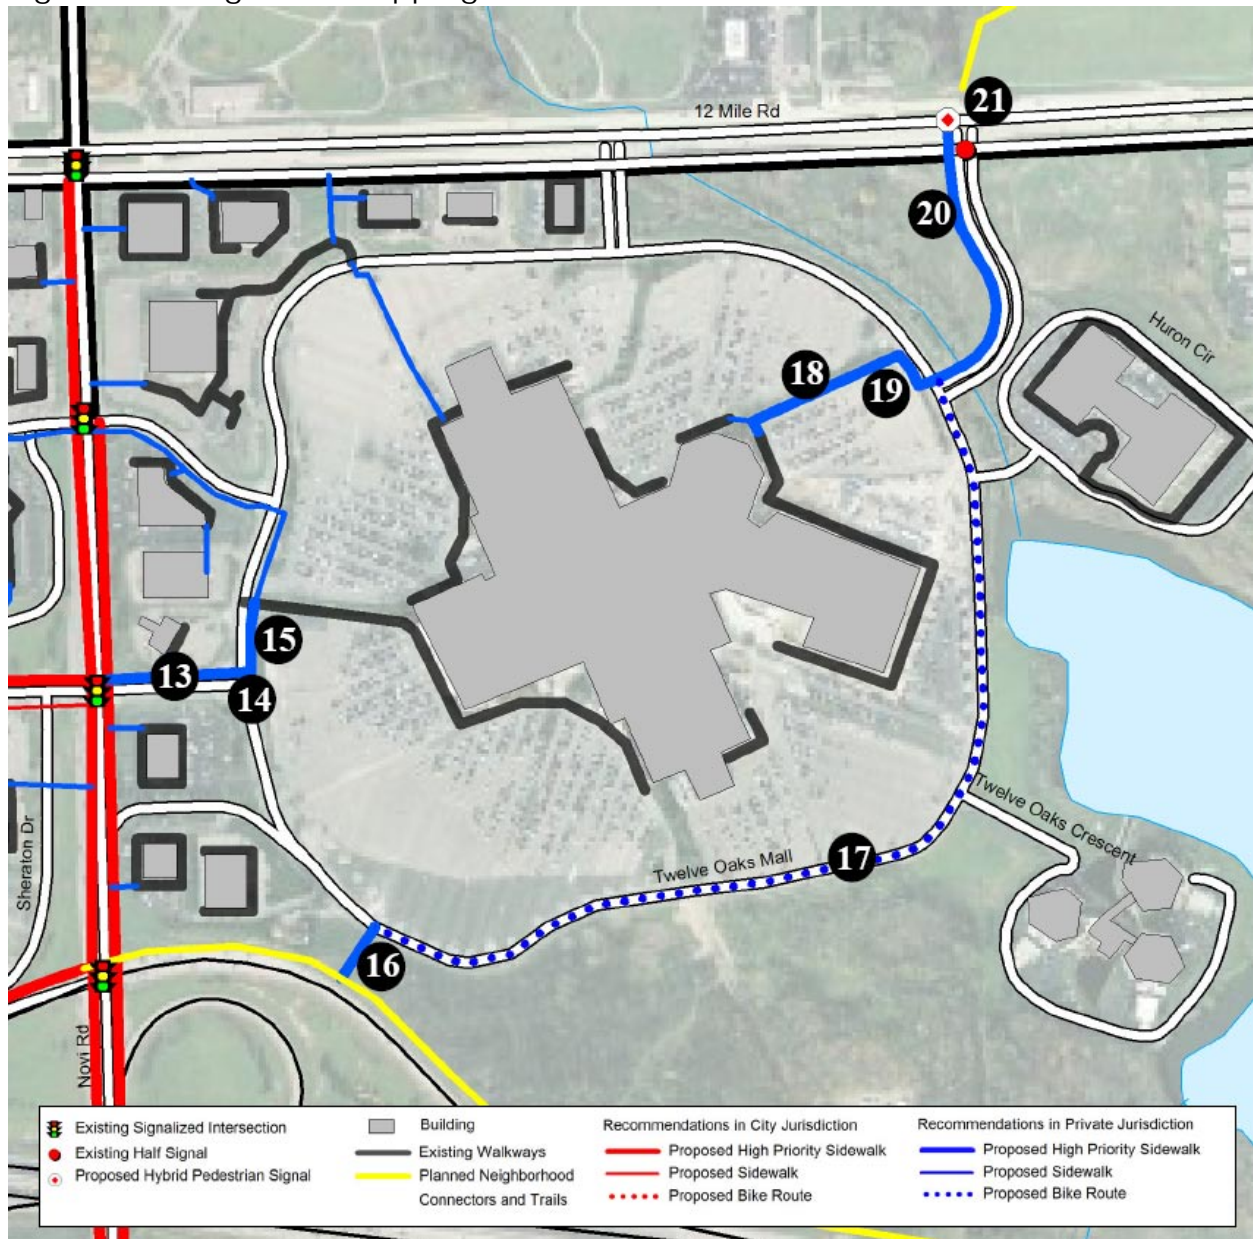 12 Mile Rd
21
20
Huron Cir
18
19
15
13
14
Twelve Oaks Crescent
Sheraton Dr
Twelve Oaks Mall
17
16
Novi Rd
Existing Signalized Intersection
Existing Half Signal
Proposed Hybrid Pedestrian Signal
Building
Existing Walkways
Planned Neighborhood
Connectors and Trails
Recommendations in City Jurisdiction
Proposed High Priority Sidewalk
Proposed Sidewalk
Proposed Bike Route
Recommendations in Private Jurisdiction
Proposed High Priority Sidewalk
Proposed Sidewalk
Proposed Bike Route